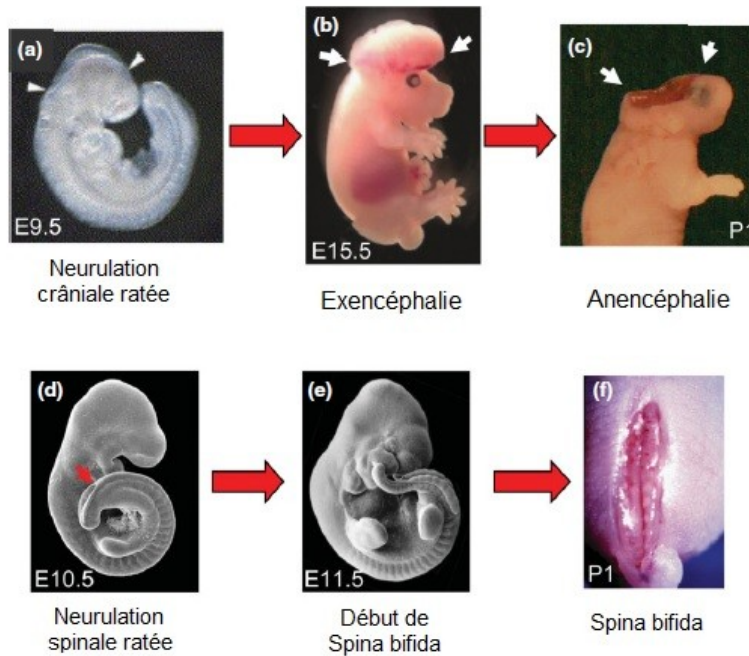 (a)
E9.5
Neurulation
crâniale ratée
(b)
E15.5
Exencéphalie
(c)
P1
Anencéphalie
(d)
E10.5
Neurulation
spinale ratée
(e)
E11.5
Début de
Spina bifida
(f)
P1
Spina bifida